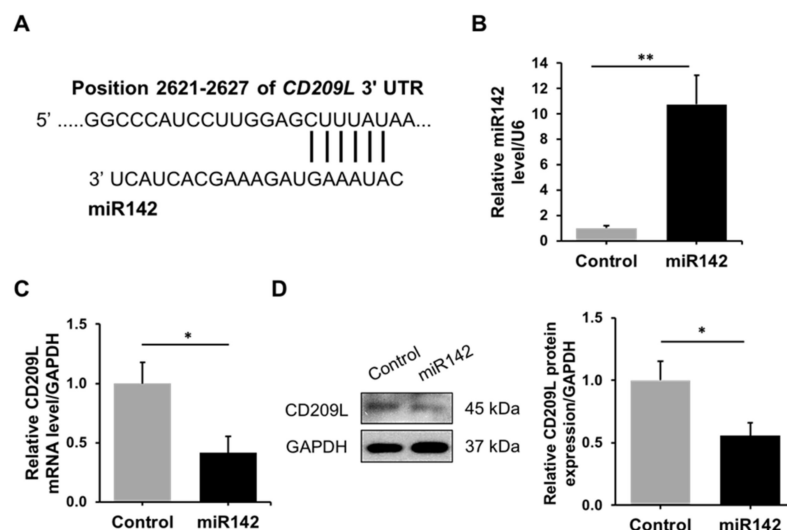 A
Position 2621-2627 of CD209L 3' UTR
5' .....GGCCCAUCCUUGGAGCUUUAUAA...
3' UCAUCACGAAAGAUGAAAUAC
miR142
B
Relative miR142
level/U6
14
12
10
8
6
4
2
0
**
Control miR142
C
Relative CD209L
mRNA level/GAPDH
1.5
1.0
0.5
0.0
*
Control miR142
D
Control miR142
CD209L 45 kDa
GAPDH 37 kDa
Relative CD209L protein
expression/GAPDH
1.5
1.0
0.5
0.0
*
Control miR142